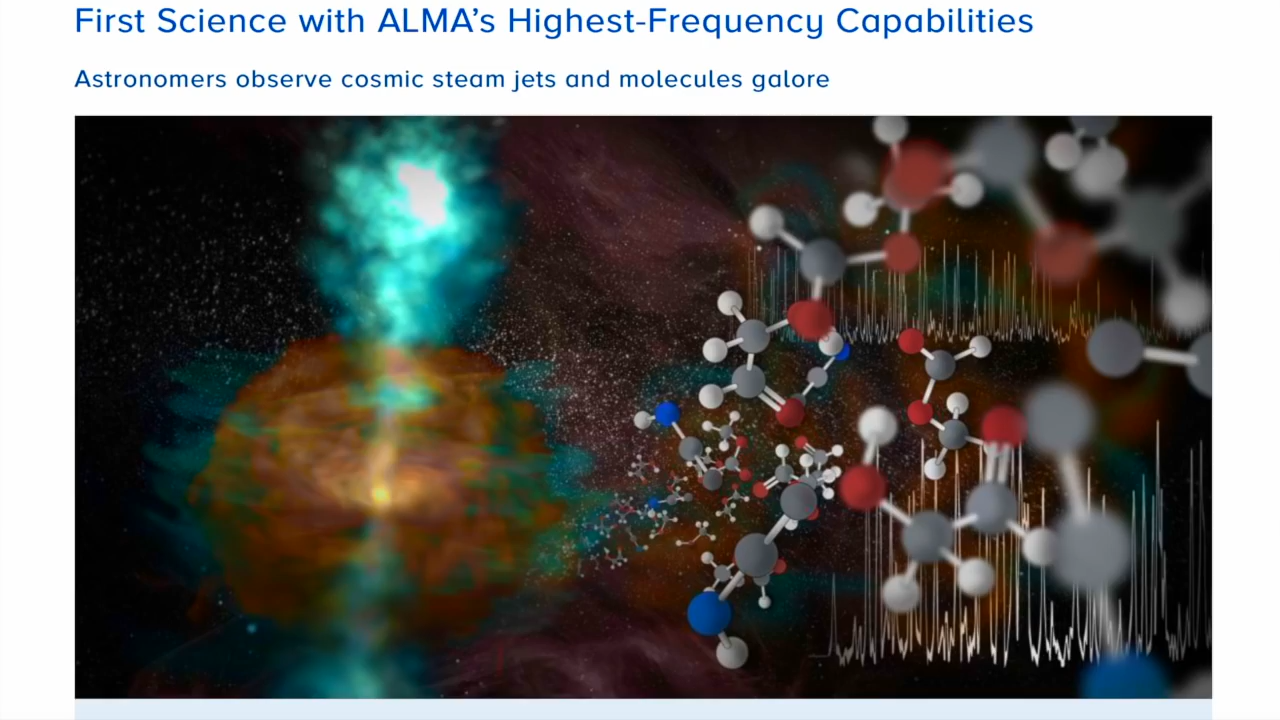 First Science with ALMA’s Highest-Frequency Capabilities
Astronomers observe cosmic steam jets and molecules galore